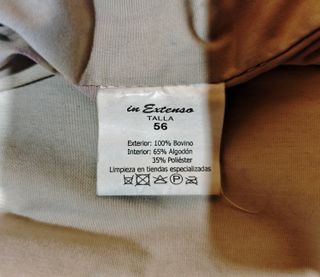 in Extenso
TALLA
56
Exterior: 100% Bovino
Interior: 65% Algodón
35% Poliéster
Limpieza en tiendas especializadas
P